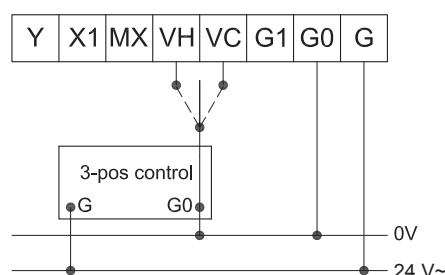 Y X1 MX VH VC G1 G0 G
3-pos control
G G0
0V
24 V~